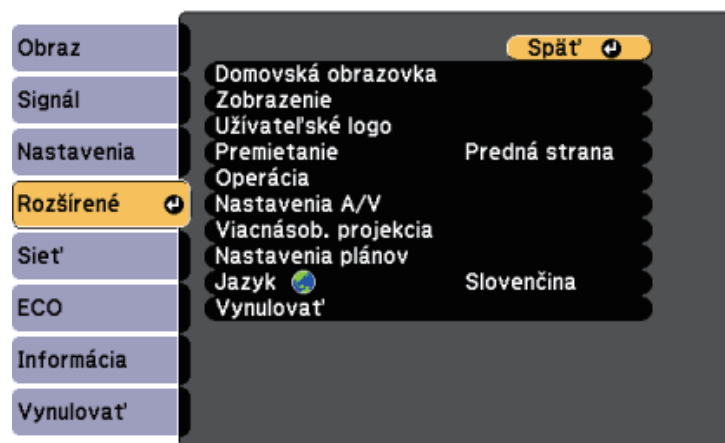 Obraz
Signál
Nastavenia
Rozšírené
Sieť
ECO
Informácia
Vynulovať
Späť
Domovská obrazovka
Zobrazenie
Užívateľské logo
Premietanie Predná strana
Operácia
Nastavenia A/V
Viacnásob. projekcia
Nastavenia plánov
Jazyk Slovenčina
Vynulovať